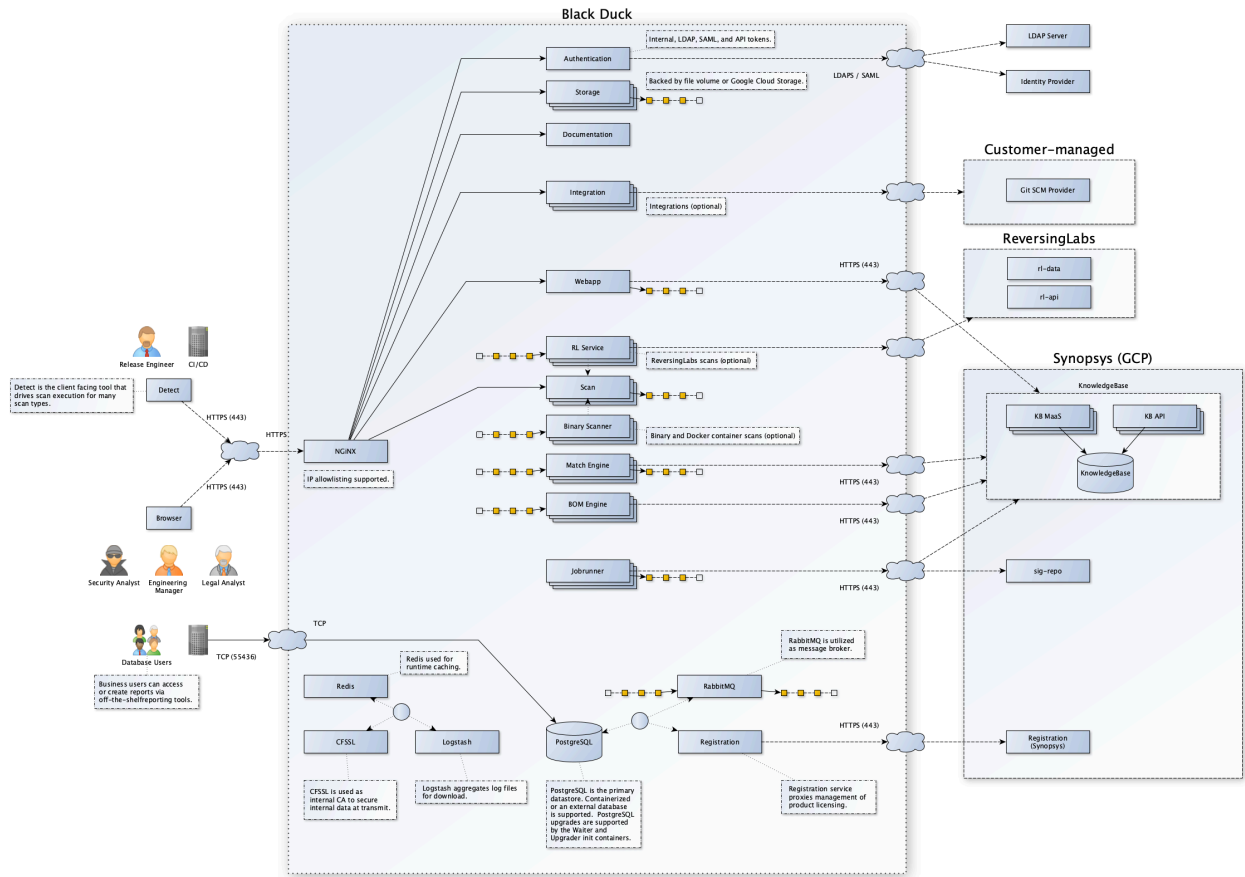 Black Duck
Internal, LDAP, SAML, and API tokens.
Authentication
LDAPS / SAML
LDAP Server
Identity Provider
Backed by file volume or Google Cloud Storage.
Storage
Documentation
Customer-managed
Integration
Integrations (optional)
Git SCM Provider
ReversingLabs
HTTPS (443)
rl-data
rl-api
Webapp
Release Engineer
CI/CD
RL Service
ReversingLabs scans (optional)
Synopsys (GCP)
Detect is the client facing tool that
drives scan execution for many
scan types.
Detect
HTTPS (443)
Scan
KnowledgeBase
KB MaaS
KB API
Binary Scanner
Binary and Docker container scans (optional)
HTTPS
NGiNX
IP allowlisting supported.
Match Engine
HTTPS (443)
KnowledgeBase
HTTPS (443)
BOM Engine
HTTPS (443)
Browser
Security Analyst
Engineering
Manager
Legal Analyst
Jobrunner
HTTPS (443)
sig-repo
TCP
Database Users
TCP (55436)
Business users can access
or create reports via
off-the-shelfreporting tools.
Redis used for
runtime caching.
Redis
RabbitMQ is utilized
as message broker.
RabbitMQ
CFSSL
Logstash
PostgreSQL
Registration
HTTPS (443)
Registration
(Synopsys)
CFSSL is used as
internal CA to secure
internal data at transmit.
Logstash aggregates log files
for download.
PostgreSQL is the primary
datastore. Containerized
or an external database
is supported. PostgreSQL
upgrades are supported
by the Waiter and
Upgrader init containers.
Registration service
proxies management of
product licensing.